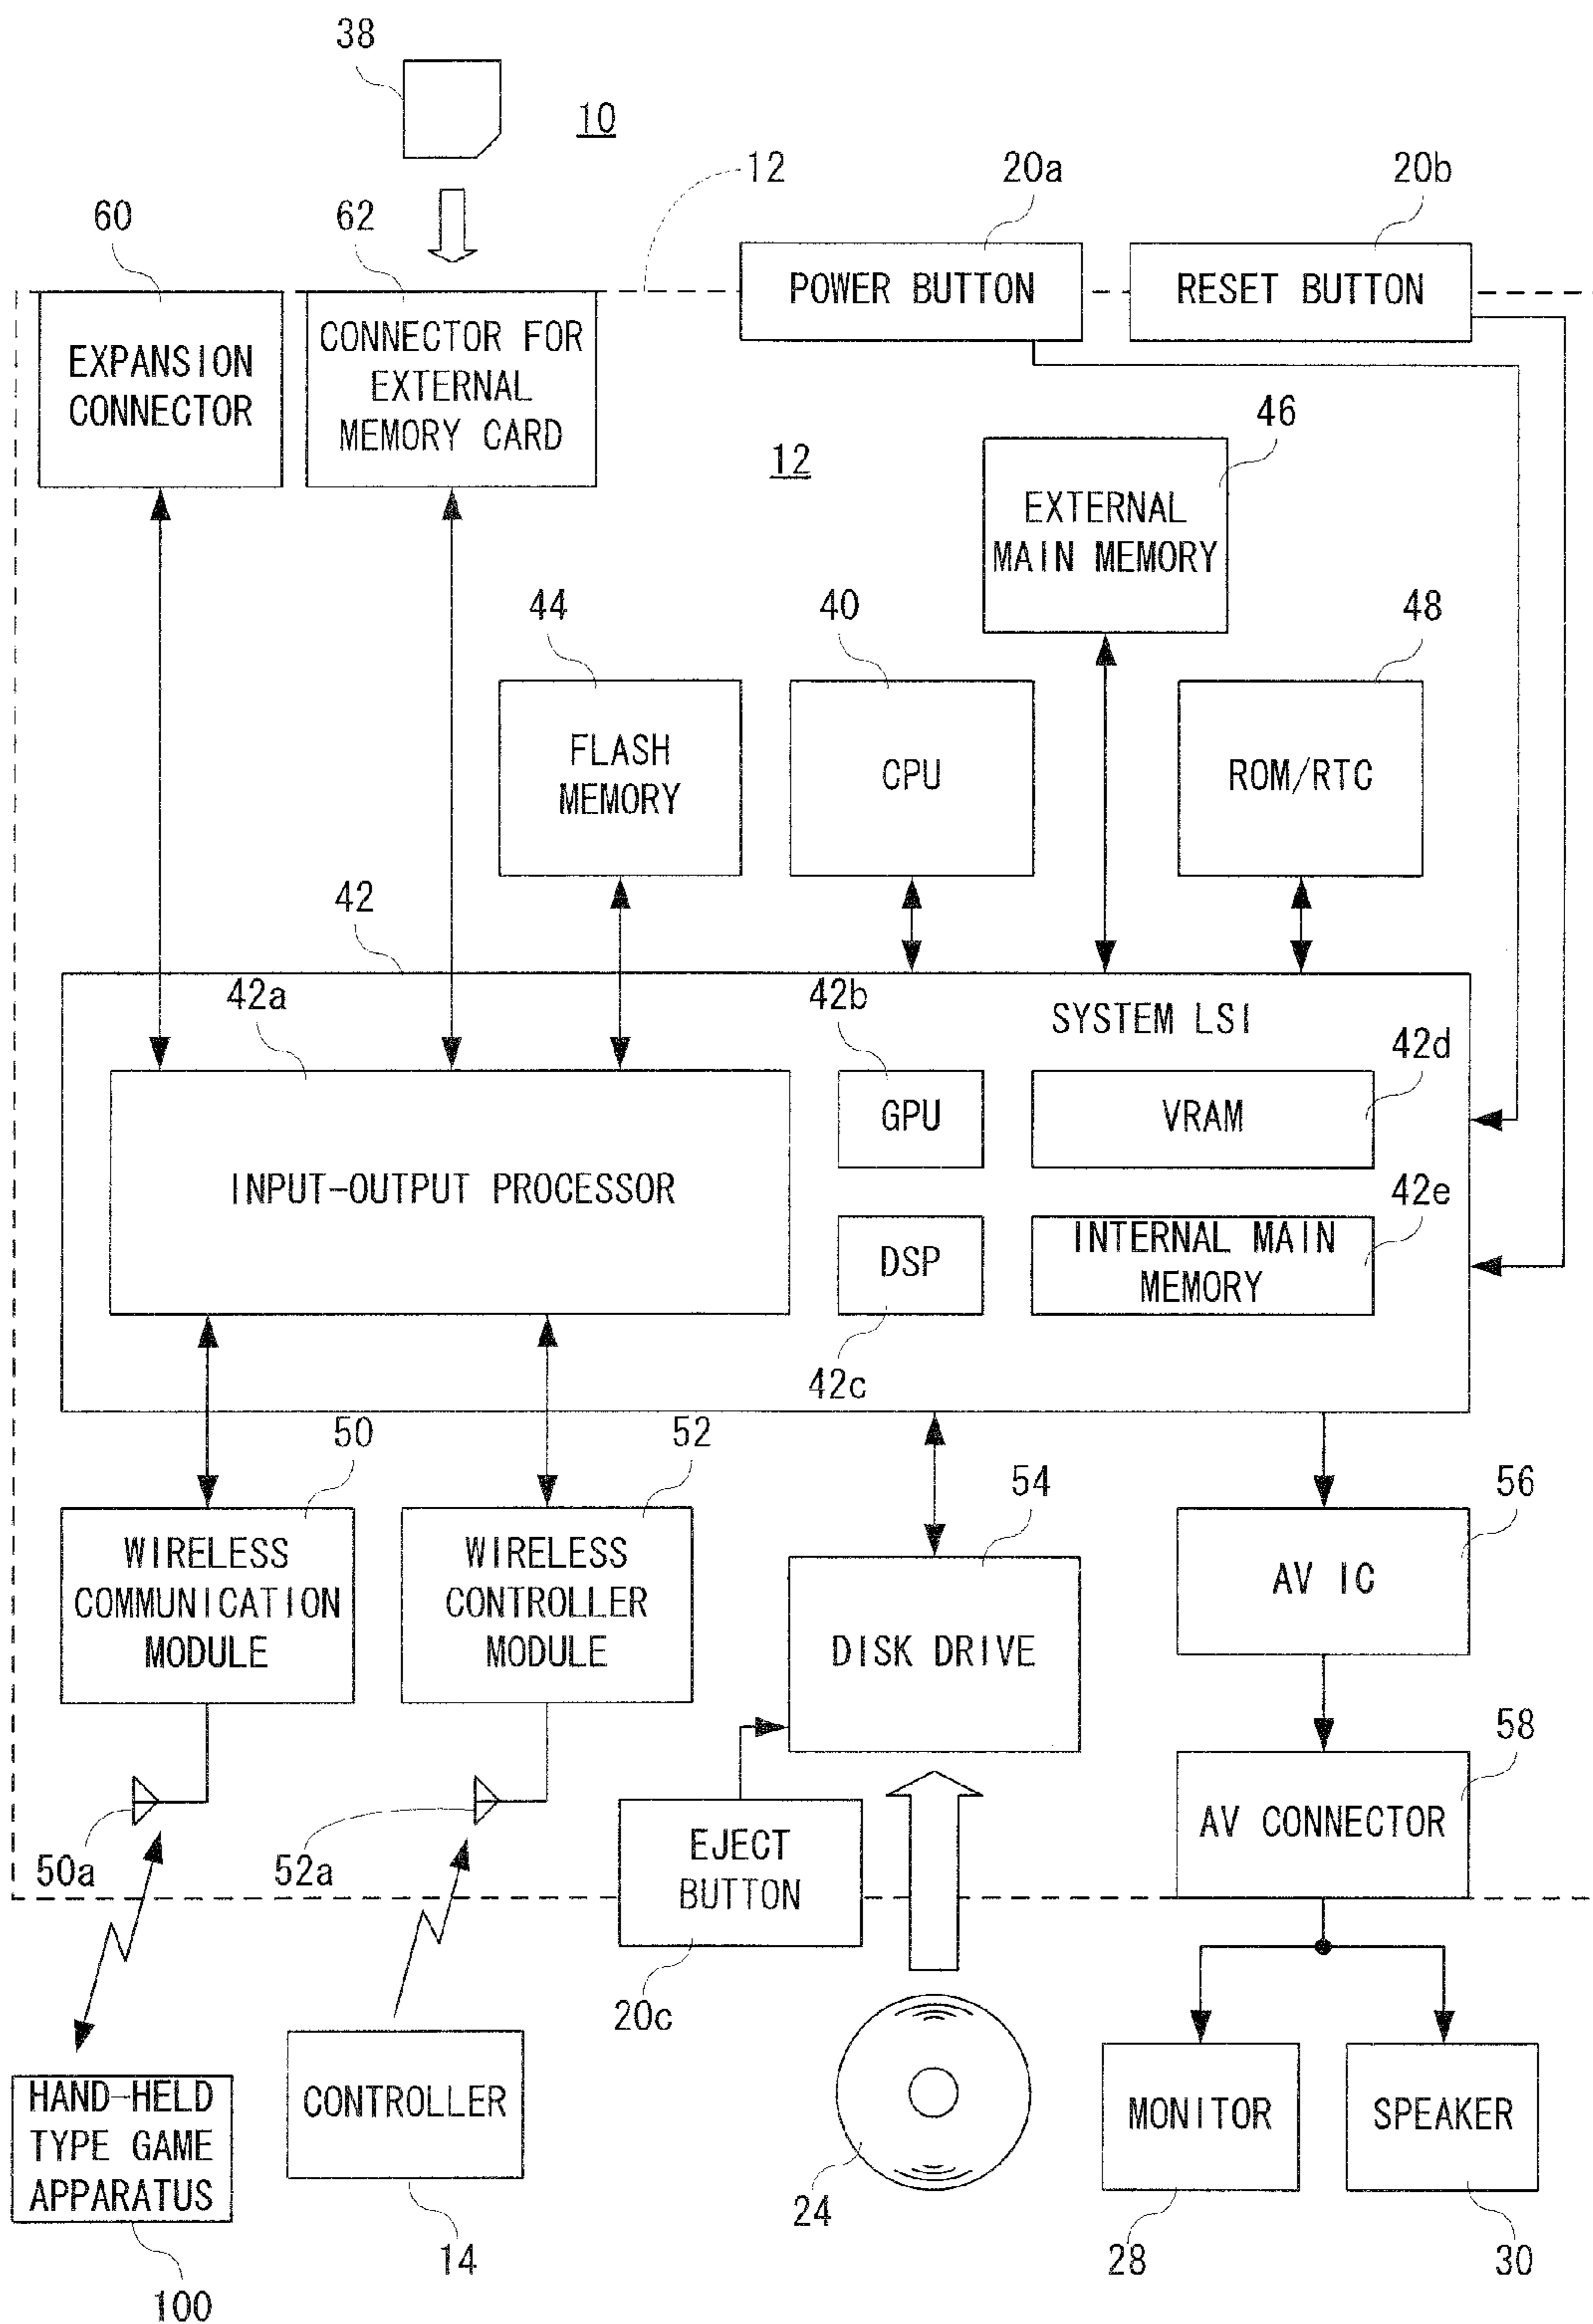 38
10
12
20a
20b
60
62
POWER BUTTON
RESET BUTTON
EXPANSION
CONNECTOR
CONNECTOR FOR
EXTERNAL
MEMORY CARD
12
46
EXTERNAL
MAIN MEMORY
44
40
48
FLASH
MEMORY
CPU
ROM/RTC
42
42a
42b
SYSTEM LSI
42d
GPU
VRAM
INPUT-OUTPUT PROCESSOR
42e
DSP
INTERNAL MAIN
MEMORY
42c
50
52
54
56
WIRELESS
COMMUNICATION
MODULE
WIRELESS
CONTROLLER
MODULE
DISK DRIVE
AV IC
58
50a
52a
EJECT
BUTTON
AV CONNECTOR
20c
HAND-HELD
TYPE GAME
APPARATUS
CONTROLLER
MONITOR
SPEAKER
24
100
14
28
30